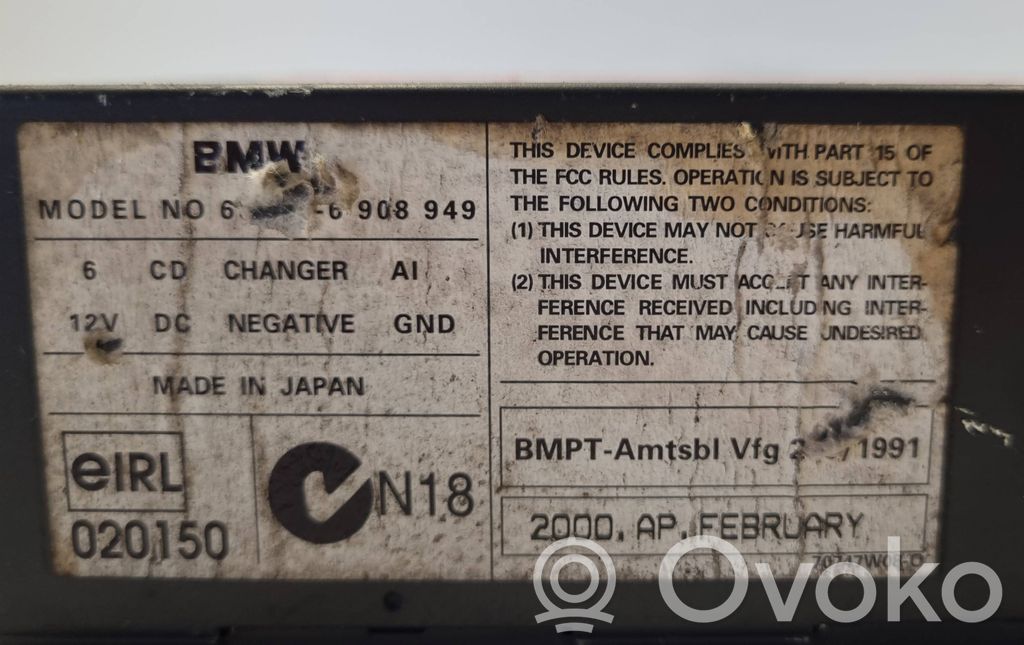 BMW
MODEL NO 908 949
6 CD CHANGER AI
12V DC NEGATIVE GND
MADE IN JAPAN
eIRL
020150
N18
THIS DEVICE COMPLIES WITH PART 15 OF
THE FCC RULES. OPERATION IS SUBJECT TO
THE FOLLOWING TWO CONDITIONS:
(1) THIS DEVICE MAY NOT CAUSE HARMFUL
INTERFERENCE.
(2) THIS DEVICE MUST ACCEPT ANY INTER-
FERENCE RECEIVED INCLUDING INTER-
FERENCE THAT MAY CAUSE UNDESIRED
OPERATION.
BMPT-Amtsbl Vfg
2000. AP. FEBRUARY
Ovoko